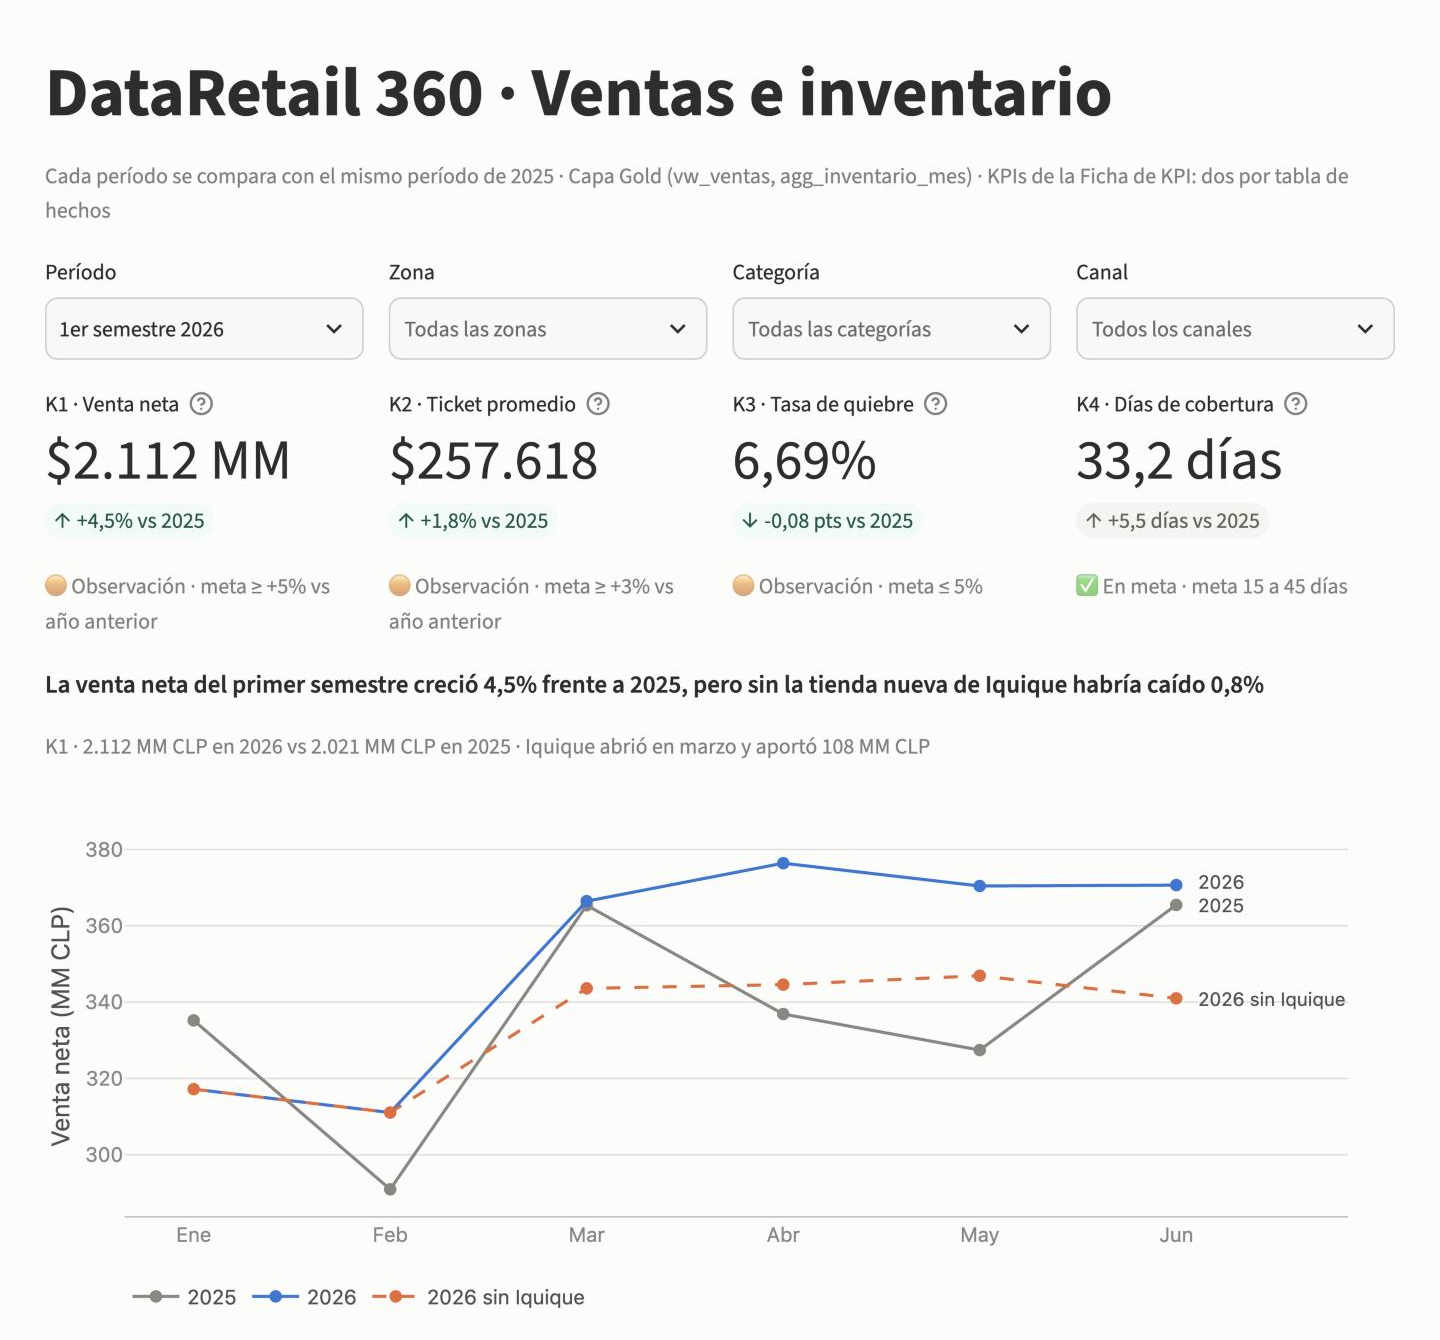 DataRetail 360 · Ventas e inventario
Cada período se compara con el mismo período de 2025 · Capa Gold (vw_ventas, agg_inventario_mes) · KPIs de la Ficha de KPI: dos por tabla de
hechos
Período
Zona
Categoría
Canal
1er semestre 2026
Todas las zonas
Todas las categorías
Todos los canales
K1 · Venta neta ?
K2 · Ticket promedio ?
K3 · Tasa de quiebre ?
K4 · Días de cobertura ?
$2.112 MM
$257.618
6,69%
33,2 días
↑ +4,5% vs 2025
↑ +1,8% vs 2025
↓ -0,08 pts vs 2025
↑ +5,5 días vs 2025
Observación · meta ≥ +5% vs
año anterior
Observación · meta ≥ +3% vs
año anterior
Observación · meta ≤ 5%
✅ En meta · meta 15 a 45 días
La venta neta del primer semestre creció 4,5% frente a 2025, pero sin la tienda nueva de Iquique habría caído 0,8%
K1 · 2.112 MM CLP en 2026 vs 2.021 MM CLP en 2025 · Iquique abrió en marzo y aportó 108 MM CLP
Venta neta (MM CLP)
380
360
340
320
300
2026
2025
2026 sin Iquique
Ene
Feb
Mar
Abr
May
Jun
2025
2026
2026 sin Iquique